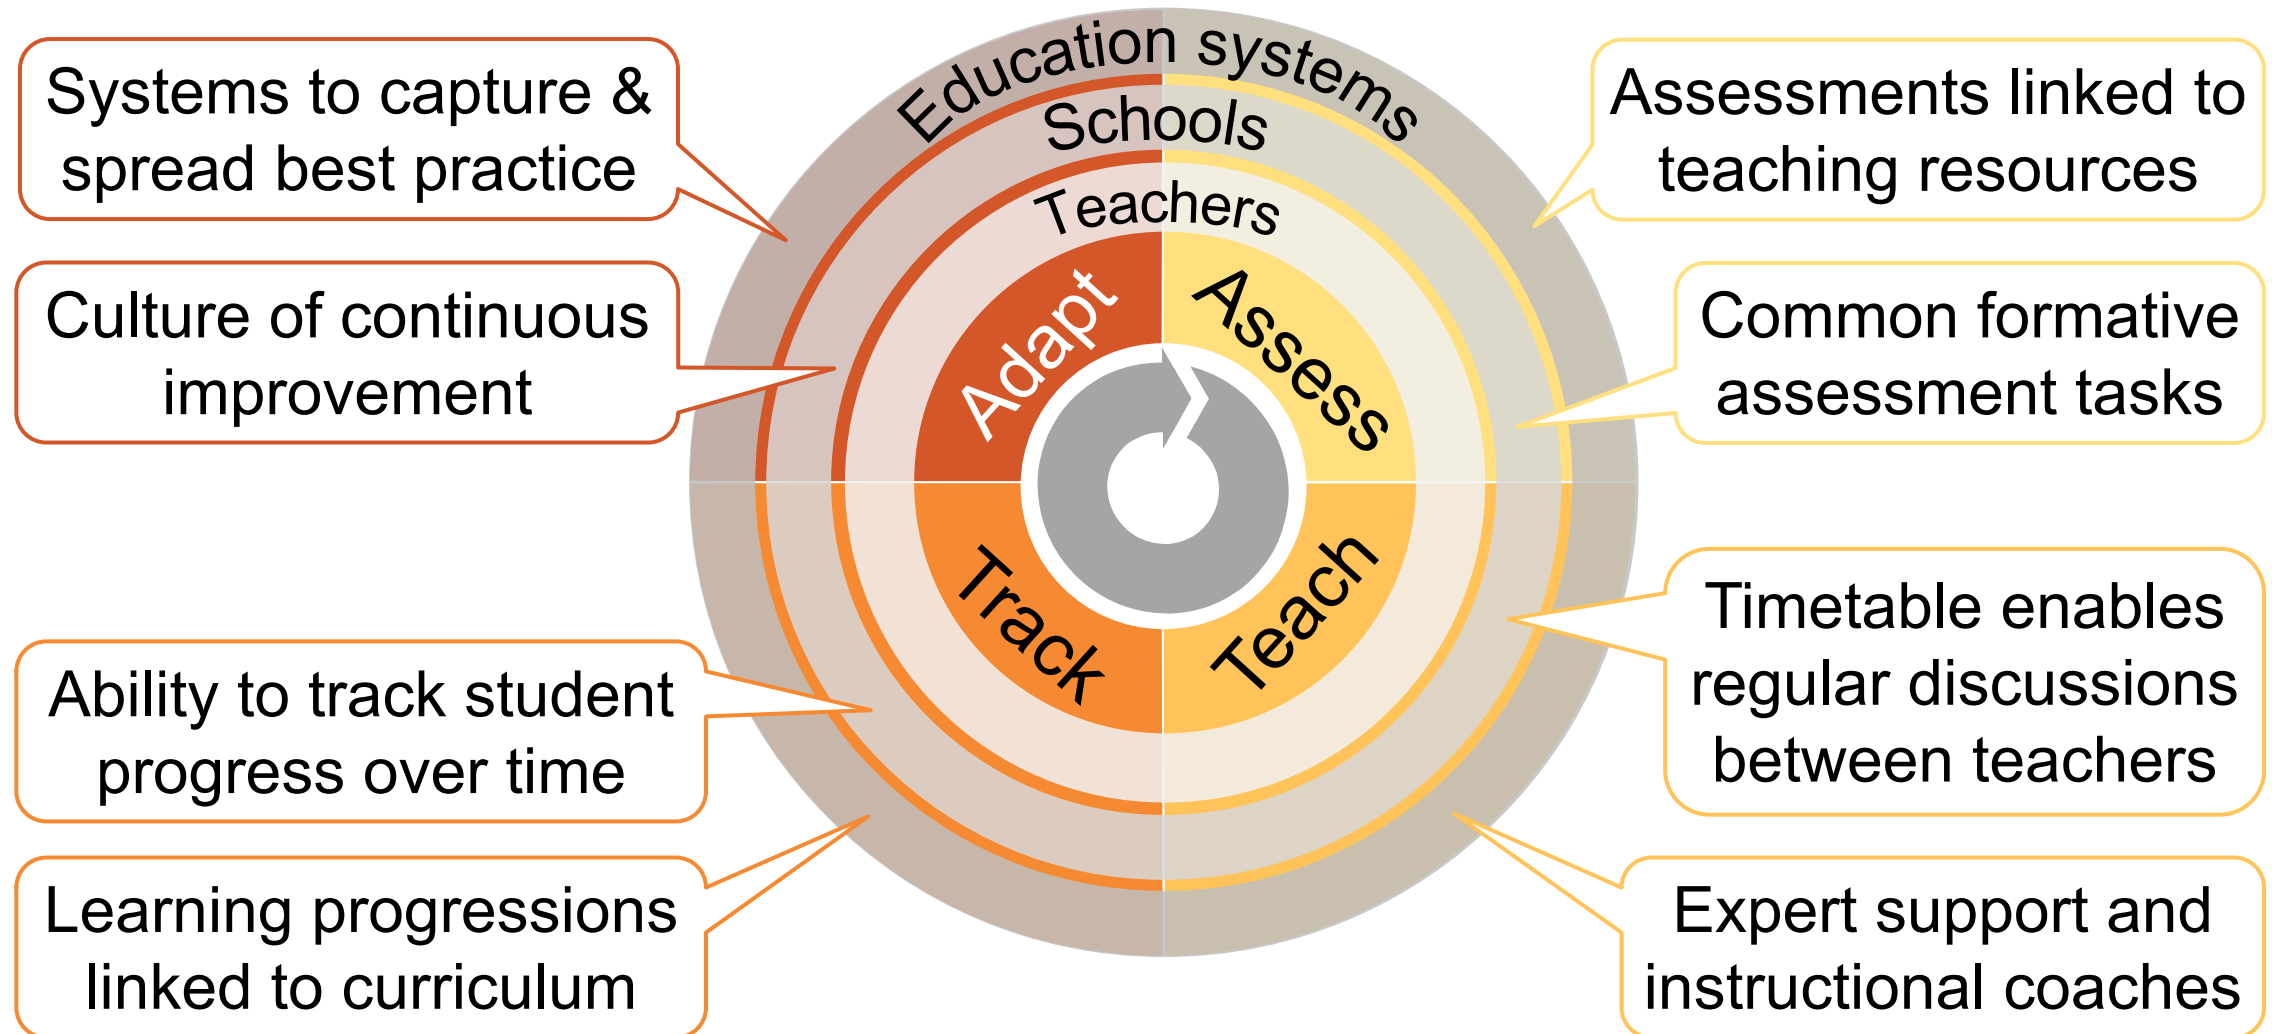 Education systems
Schools
Teachers
Adapt
Assess
Track
Teach
Systems to capture &
spread best practice
Culture of continuous
improvement
Ability to track student
progress over time
Learning progressions
linked to curriculum
Assessments linked to
teaching resources
Common formative
assessment tasks
Timetable enables
regular discussions
between teachers
Expert support and
instructional coaches